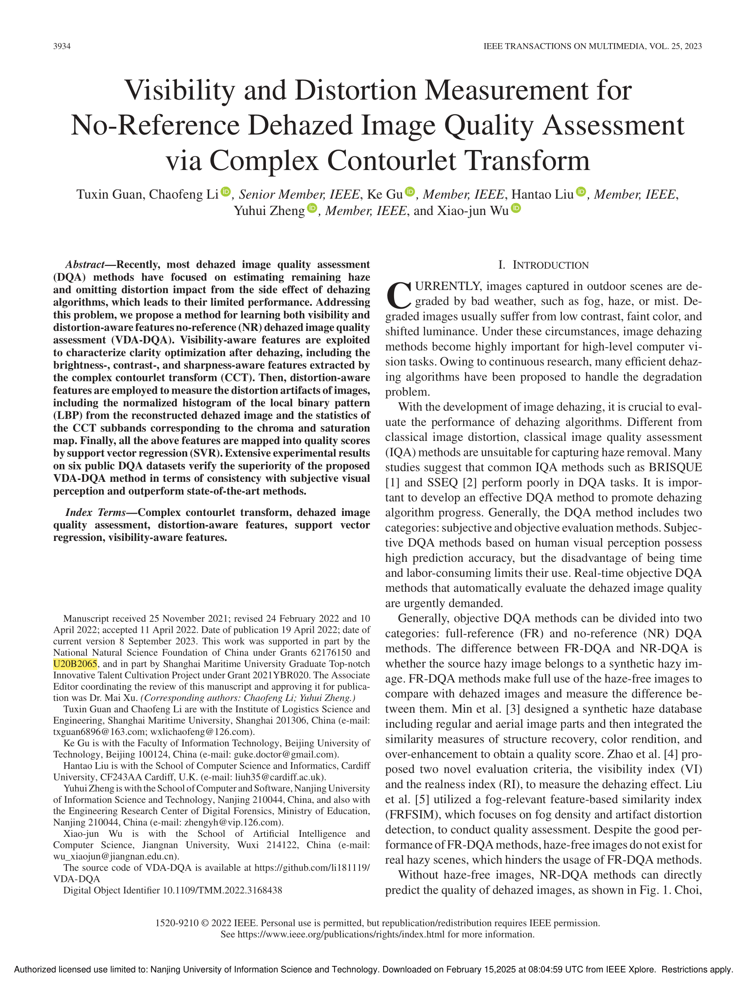 3934
IEEE TRANSACTIONS ON MULTIMEDIA, VOL. 25, 2023
Visibility and Distortion Measurement for
No-Reference Dehazed Image Quality Assessment
via Complex Contourlet Transform
Tuxin Guan, Chaofeng Li iD, Senior Member, IEEE, Ke Gu iD, Member, IEEE, Hantao Liu iD, Member, IEEE,
Yuhui Zheng iD, Member, IEEE, and Xiao-jun Wu iD
Abstract—Recently, most dehazed image quality assessment
(DQA) methods have focused on estimating remaining haze
and omitting distortion impact from the side effect of dehazing
algorithms, which leads to their limited performance. Addressing
this problem, we propose a method for learning both visibility and
distortion-aware features no-reference (NR) dehazed image quality
assessment (VDA-DQA). Visibility-aware features are exploited
to characterize clarity optimization after dehazing, including the
brightness-, contrast-, and sharpness-aware features extracted by
the complex contourlet transform (CCT). Then, distortion-aware
features are employed to measure the distortion artifacts of images,
including the normalized histogram of the local binary pattern
(LBP) from the reconstructed dehazed image and the statistics of
the CCT subbands corresponding to the chroma and saturation
map. Finally, all the above features are mapped into quality scores
by support vector regression (SVR). Extensive experimental results
on six public DQA datasets verify the superiority of the proposed
VDA-DQA method in terms of consistency with subjective visual
perception and outperform state-of-the-art methods.
Index Terms—Complex contourlet transform, dehazed image
quality assessment, distortion-aware features, support vector
regression, visibility-aware features.
Manuscript received 25 November 2021; revised 24 February 2022 and 10
April 2022; accepted 11 April 2022. Date of publication 19 April 2022; date of
current version 8 September 2023. This work was supported in part by the
National Natural Science Foundation of China under Grants 62176150 and
U20B2065, and in part by Shanghai Maritime University Graduate Top-notch
Innovative Talent Cultivation Project under Grant 2021YBR020. The Associate
Editor coordinating the review of this manuscript and approving it for publica-
tion was Dr. Mai Xu. (Corresponding authors: Chaofeng Li; Yuhui Zheng.)
Tuxin Guan and Chaofeng Li are with the Institute of Logistics Science and
Engineering, Shanghai Maritime University, Shanghai 201306, China (e-mail:
txguan6896@163.com; wxlichaofeng@126.com).
Ke Gu is with the Faculty of Information Technology, Beijing University of
Technology, Beijing 100124, China (e-mail: guke.doctor@gmail.com).
Hantao Liu is with the School of Computer Science and Informatics, Cardiff
University, CF243AA Cardiff, U.K. (e-mail: liuh35@cardiff.ac.uk).
Yuhui Zheng is with the School of Computer and Software, Nanjing University
of Information Science and Technology, Nanjing 210044, China, and also with
the Engineering Research Center of Digital Forensics, Ministry of Education,
Nanjing 210044, China (e-mail: zhengyh@vip.126.com).
Xiao-jun Wu is with the School of Artificial Intelligence and
Computer Science, Jiangnan University, Wuxi 214122, China (e-mail:
wu_xiaojun@jiangnan.edu.cn).
The source code of VDA-DQA is available at https://github.com/li181119/
VDA-DQA
Digital Object Identifier 10.1109/TMM.2022.3168438
I. INTRODUCTION
CURRENTLY, images captured in outdoor scenes are de-
graded by bad weather, such as fog, haze, or mist. De-
graded images usually suffer from low contrast, faint color, and
shifted luminance. Under these circumstances, image dehazing
methods become highly important for high-level computer vi-
sion tasks. Owing to continuous research, many efficient dehaz-
ing algorithms have been proposed to handle the degradation
problem.
With the development of image dehazing, it is crucial to eval-
uate the performance of dehazing algorithms. Different from
classical image distortion, classical image quality assessment
(IQA) methods are unsuitable for capturing haze removal. Many
studies suggest that common IQA methods such as BRISQUE
[1] and SSEQ [2] perform poorly in DQA tasks. It is impor-
tant to develop an effective DQA method to promote dehazing
algorithm progress. Generally, the DQA method includes two
categories: subjective and objective evaluation methods. Subjec-
tive DQA methods based on human visual perception possess
high prediction accuracy, but the disadvantage of being time
and labor-consuming limits their use. Real-time objective DQA
methods that automatically evaluate the dehazed image quality
are urgently demanded.
Generally, objective DQA methods can be divided into two
categories: full-reference (FR) and no-reference (NR) DQA
methods. The difference between FR-DQA and NR-DQA is
whether the source hazy image belongs to a synthetic hazy im-
age. FR-DQA methods make full use of the haze-free images to
compare with dehazed images and measure the difference be-
tween them. Min et al. [3] designed a synthetic haze database
including regular and aerial image parts and then integrated the
similarity measures of structure recovery, color rendition, and
over-enhancement to obtain a quality score. Zhao et al. [4] pro-
posed two novel evaluation criteria, the visibility index (VI)
and the realness index (RI), to measure the dehazing effect. Liu
et al. [5] utilized a fog-relevant feature-based similarity index
(FRFSIM), which focuses on fog density and artifact distortion
detection, to conduct quality assessment. Despite the good per-
formance of FR-DQA methods, haze-free images do not exist for
real hazy scenes, which hinders the usage of FR-DQA methods.
Without haze-free images, NR-DQA methods can directly
predict the quality of dehazed images, as shown in Fig. 1. Choi,
1520-9210 © 2022 IEEE. Personal use is permitted, but republication/redistribution requires IEEE permission.
See https://www.ieee.org/publications/rights/index.html for more information.
Authorized licensed use limited to: Nanjing University of Information Science and Technology. Downloaded on February 15,2025 at 08:04:59 UTC from IEEE Xplore. Restrictions apply.